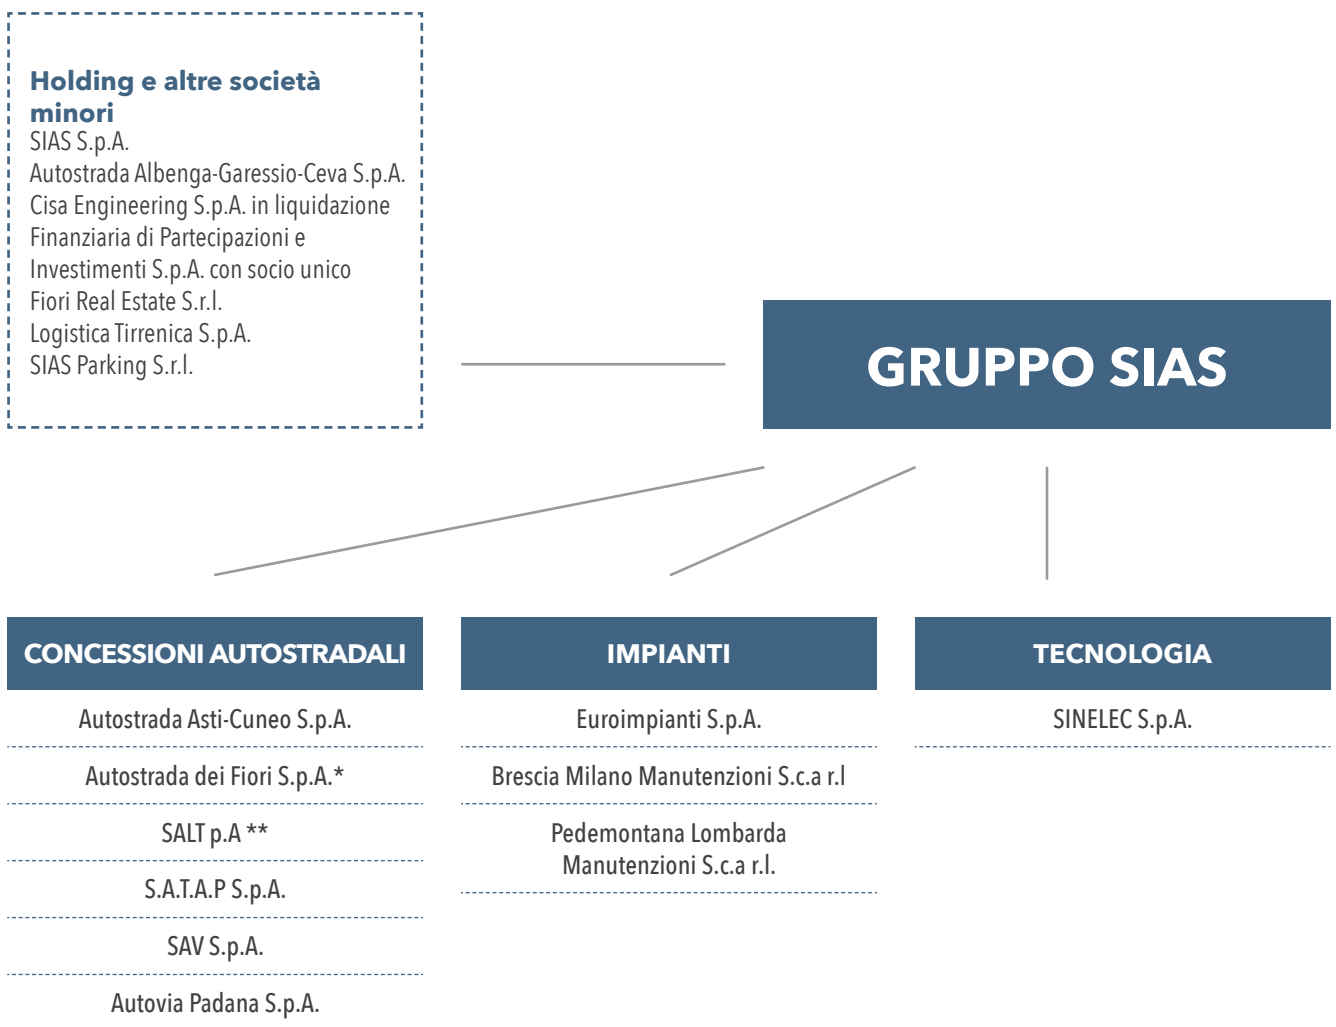 Holding e altre società
minori
SIAS S.p.A.
Autostrada Albenga-Garessio-Ceva S.p.A.
Cisa Engineering S.p.A. in liquidazione
Finanziaria di Partecipazioni e
Investimenti S.p.A. con socio unico
Fiori Real Estate S.r.l.
Logistica Tirrenica S.p.A.
SIAS Parking S.r.l.
GRUPPO SIAS
CONCESSIONI AUTOSTRADALI
Autostrada Asti-Cuneo S.p.A.
Autostrada dei Fiori S.p.A.*
SALT p.A **
S.A.T.A.P S.p.A.
SAV S.p.A.
Autovia Padana S.p.A.
IMPIANTI
Euroimpianti S.p.A.
Brescia Milano Manutenzioni S.c.a r.l
Pedemontana Lombarda
Manutenzioni S.c.a r.l.
TECNOLOGIA
SINELEC S.p.A.